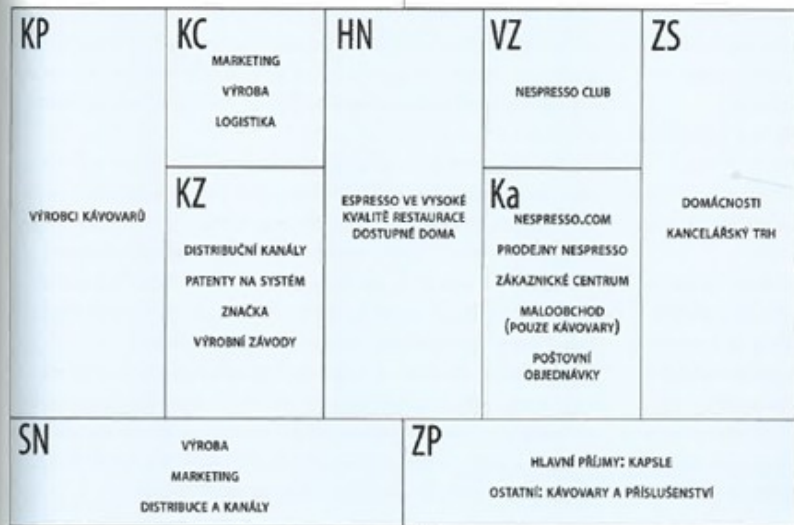 KP
VÝROBCI KÁVOVARŮ
KC
MARKETING
VÝROBA
LOGISTIKA
KZ
DISTRIBUČNÍ KANÁLY
PATENTY NA SYSTÉM
ZNAČKA
VÝROBNÍ ZÁVODY
HN
ESPRESSO VE VYSOKÉ
KVALITĚ RESTAURACE
DOSTUPNÉ DOMA
VZ
NESPRESSO CLUB
Ka
NESPRESSO.COM
PRODEJNY NESPRESSO
ZÁKAZNICKÉ CENTRUM
MALOOBCHOD
(POUZE KÁVOVARY)
POŠTOVNÍ
OBJEDNÁVKY
ZS
DOMÁCNOSTI
KANCELÁŘSKÝ TRH
SN
VÝROBA
MARKETING
DISTRIBUCE A KANÁLY
ZP
HLAVNÍ PŘÍJMY: KAPSLE
OSTATNÍ: KÁVOVARY A PŘÍSLUŠENSTVÍ